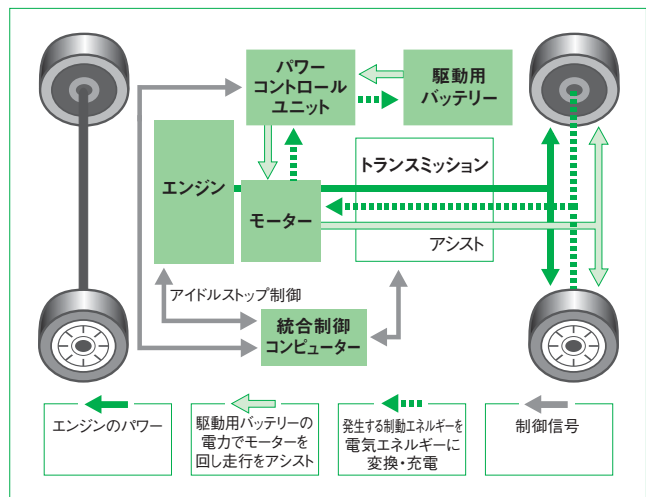 パワー
コントロール
ユニット
駆動用
バッテリー
エンジン
トランスミッション
モーター
アシスト
アイドルストップ制御
統合制御
コンピューター
エンジンのパワー
駆動用バッテリーの
電力でモーターを
回し走行をアシスト
発生する制動エネルギーを
電気エネルギーに
変換・充電
制御信号